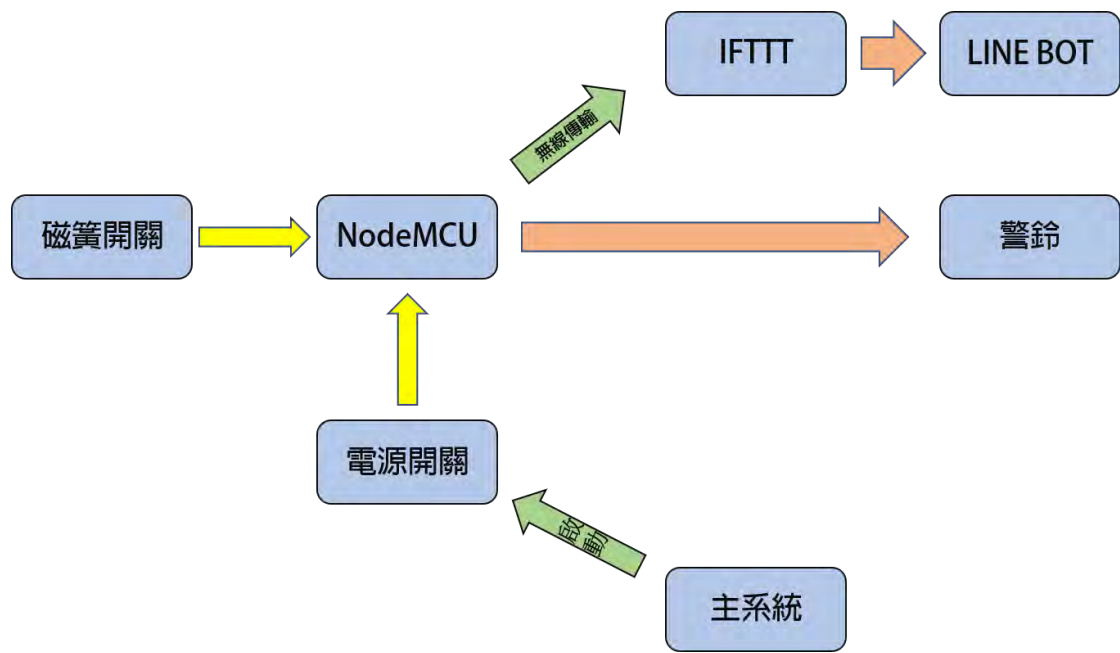 IFTTT
LINE BOT
無線傳輸
磁簧開關
NodeMCU
警鈴
電源開關
啟動
主系統